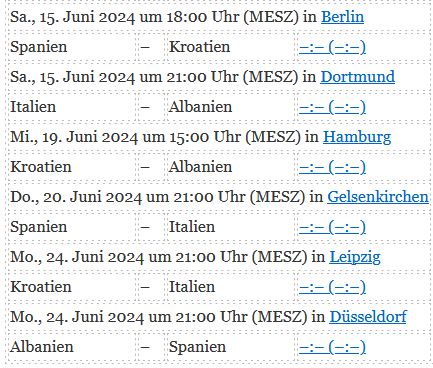 Sa., 15. Juni 2024 um 18:00 Uhr (MESZ) in Berlin
Spanien – Kroatien –:– (–:–)
Sa., 15. Juni 2024 um 21:00 Uhr (MESZ) in Dortmund
Italien – Albanien –:– (–:–)
Mi., 19. Juni 2024 um 15:00 Uhr (MESZ) in Hamburg
Kroatien – Albanien –:– (–:–)
Do., 20. Juni 2024 um 21:00 Uhr (MESZ) in Gelsenkirchen
Spanien – Italien –:– (–:–)
Mo., 24. Juni 2024 um 21:00 Uhr (MESZ) in Leipzig
Kroatien – Italien –:– (–:–)
Mo., 24. Juni 2024 um 21:00 Uhr (MESZ) in Düsseldorf
Albanien – Spanien –:– (–:–)